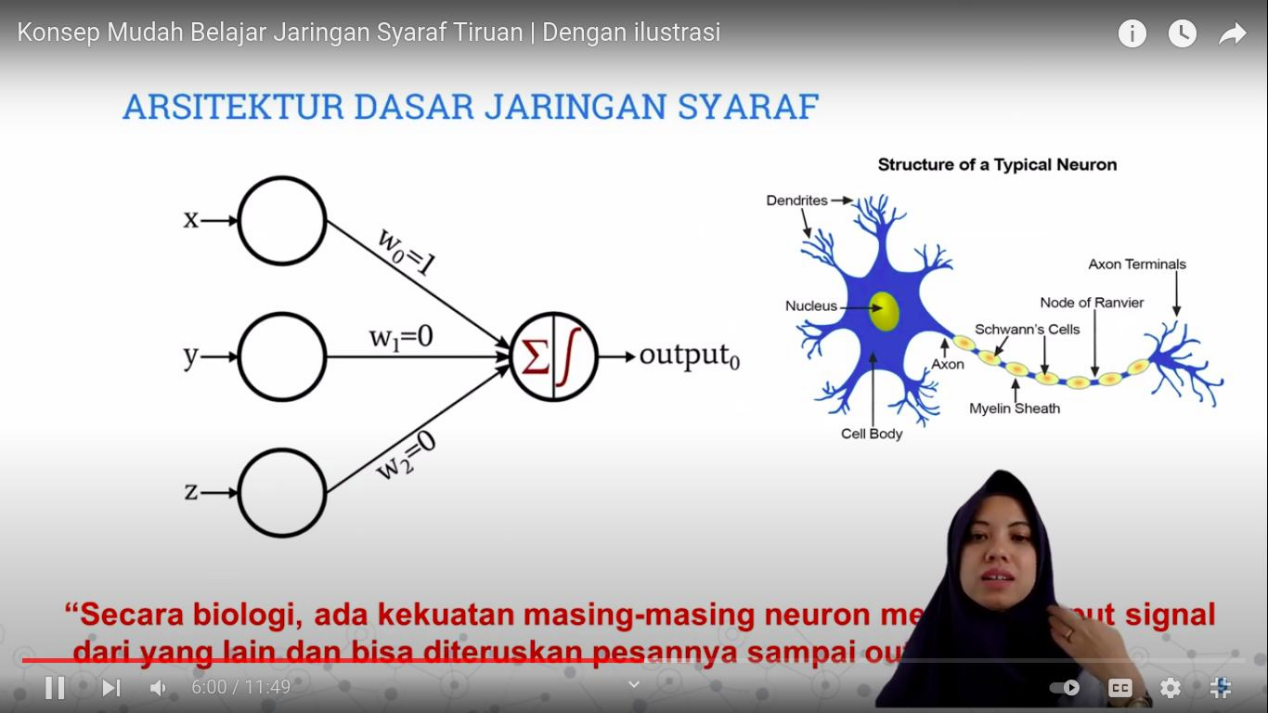 Konsep Mudah Belajar Jaringan Syaraf Tiruan | Dengan ilustrasi
ARSITEKTUR DASAR JARINGAN SYARAF
x
w₀=1
y
w₁=0
Σ∫
output₀
z
w₂=0
Structure of a Typical Neuron
Dendrites
Axon Terminals
Nucleus
Node of Ranvier
Schwann's Cells
Axon
Myelin Sheath
Cell Body
“Secara biologi, ada kekuatan masing-masing neuron signal
dari yang lain dan bisa diteruskan pesannya sampai
6:00 / 11:49
CC